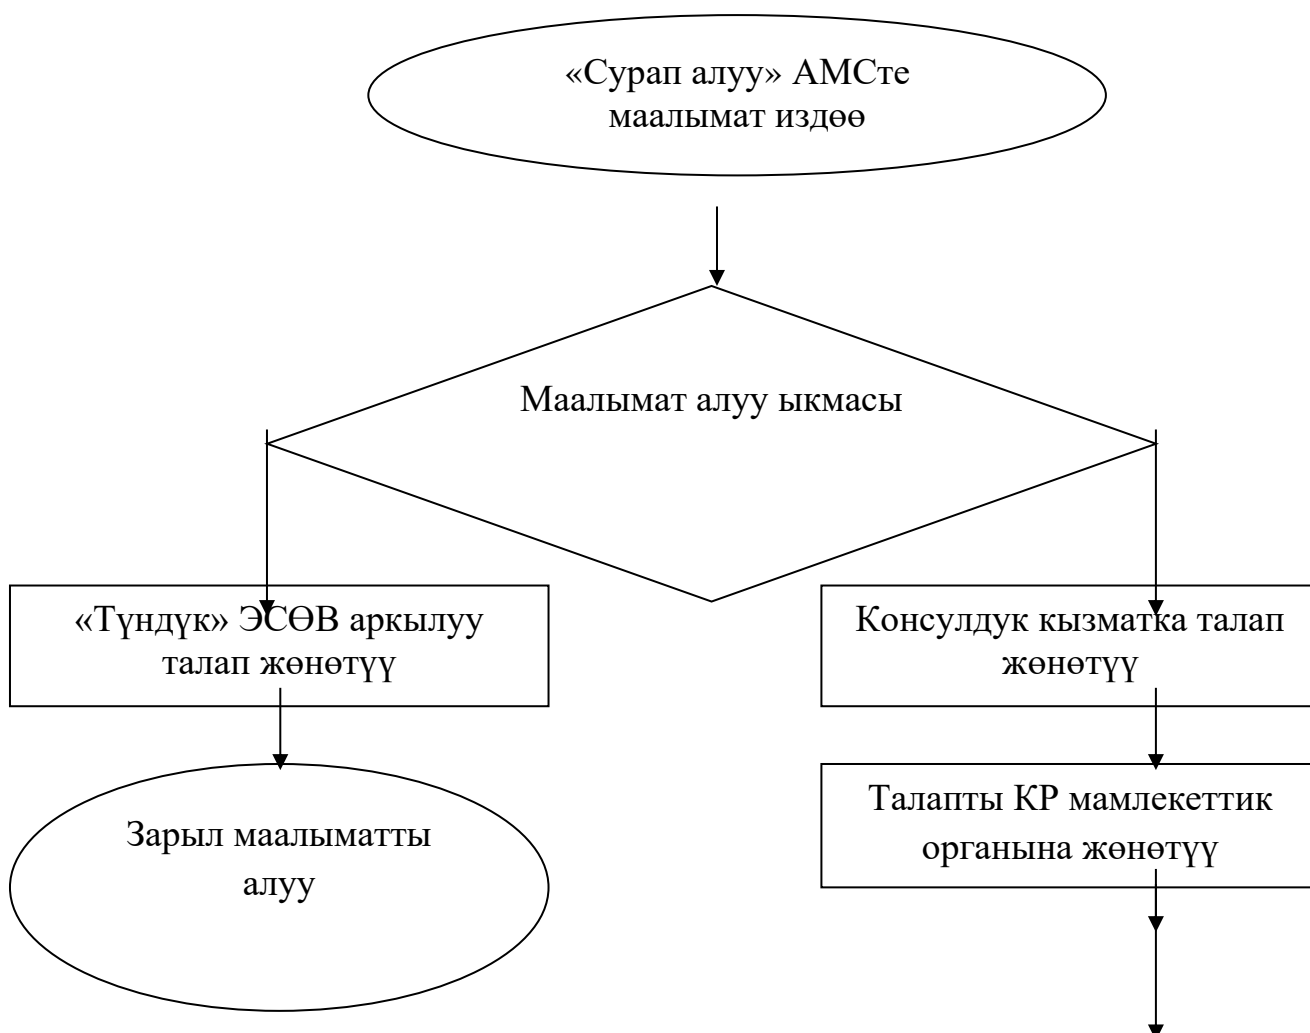 «Сурап алуу» АМСте
маалымат издөө
Маалымат алуу ыкмасы
«Түндүк» ЭСӨВ аркылуу
талап жөнөтүү
Консулдук кызматка талап
жөнөтүү
Зарыл маалыматты
алуу
Талапты КР мамлекеттик
органына жөнөтүү